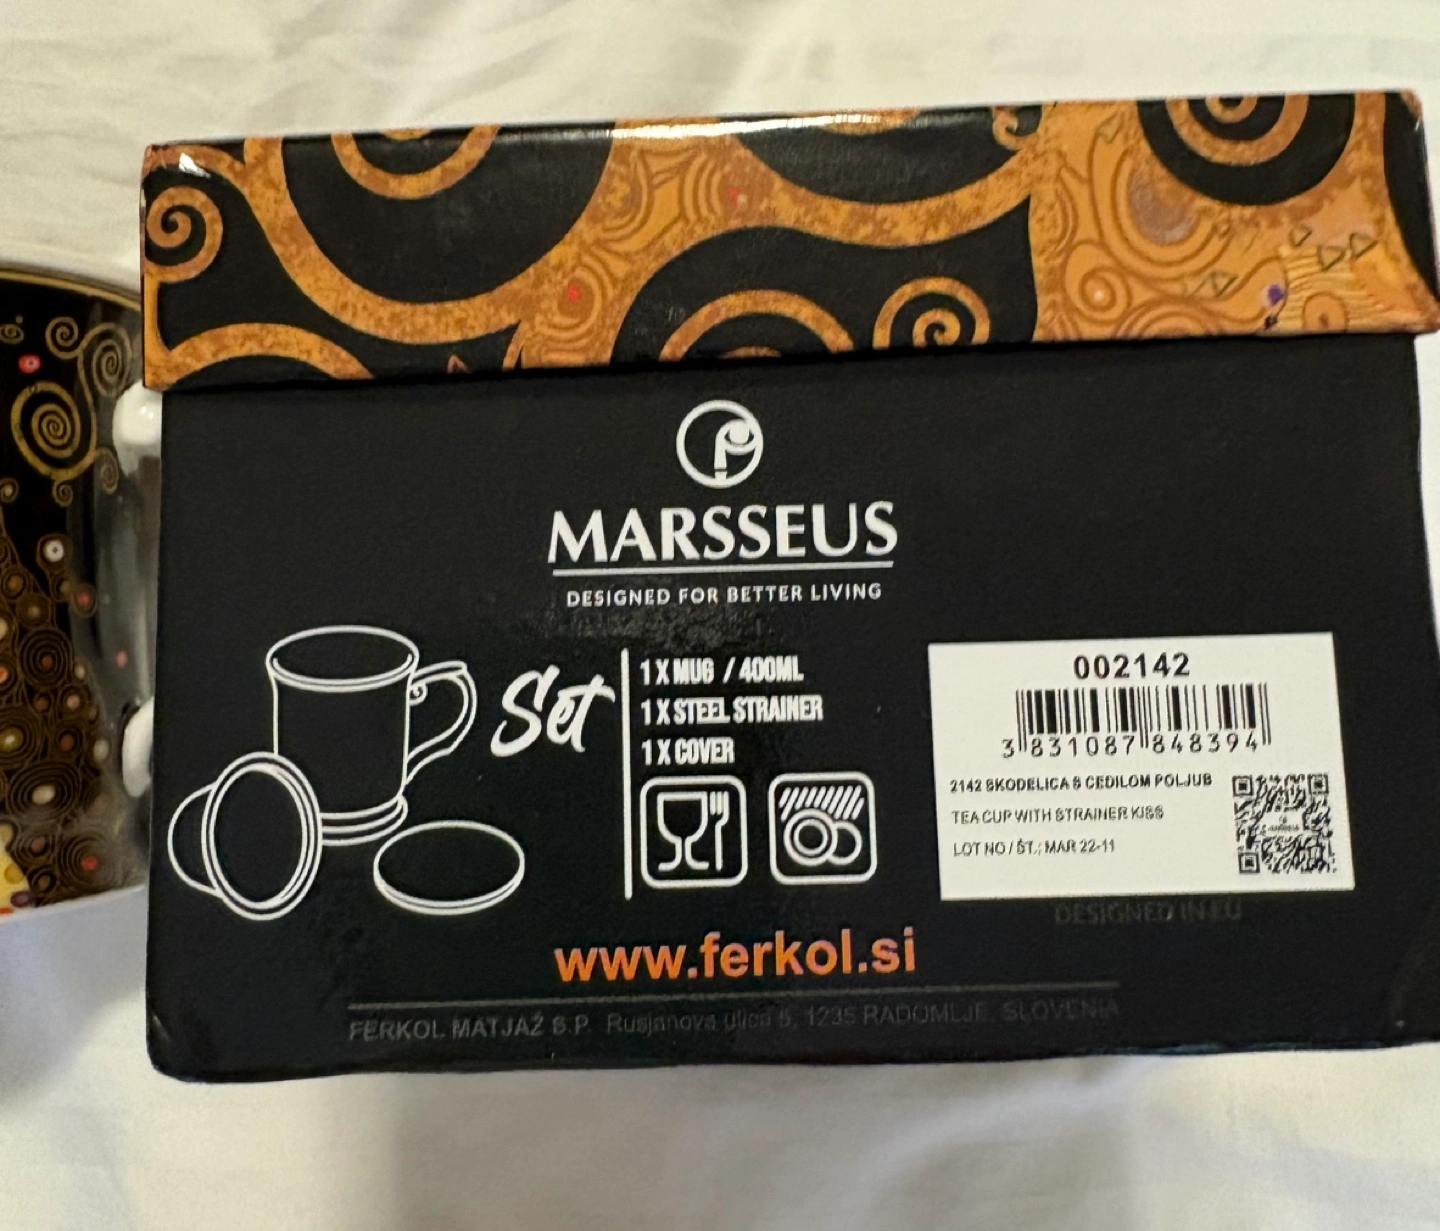 MARSSEUS
DESIGNED FOR BETTER LIVING
Set
1 X MUG / 400ML
1 X STEEL STRAINER
1 X COVER
002142
3 831087 848394
2142 SKODELICA S CEDILOM POLJUB
TEA CUP WITH STRAINER KISS
LOT NO / ŠT.: MAR 22-11
DESIGNED IN EU
www.ferkol.si
FERKOL MATJAŽ S.P. Rusjanova ulica 5, 1235 RADOMLJE, SLOVENIA